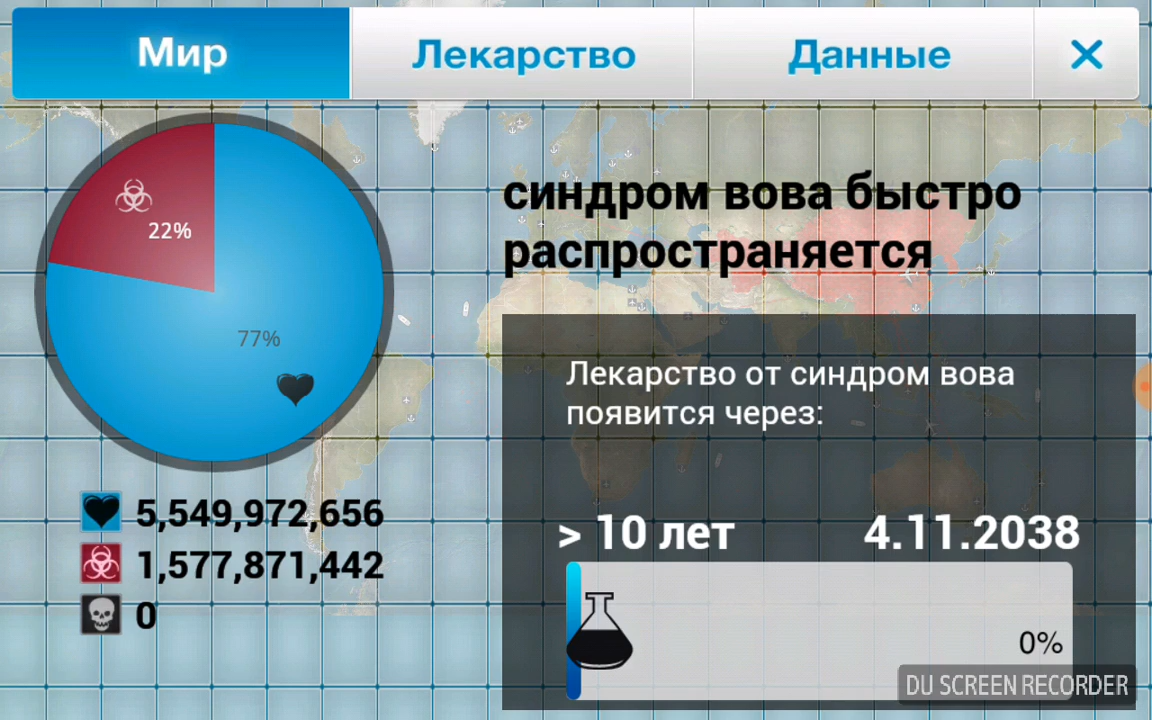 Мир
Лекарство
Данные
22%
77%
синдром вова быстро
распространяется
Лекарство от синдром вова
появится через:
> 10 лет
4.11.2038
5,549,972,656
1,577,871,442
0
0%
DU SCREEN RECORDER